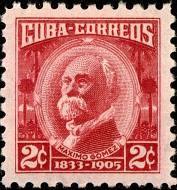 CUBA-CORREOS
MAXIMO GOMEZ
2¢ 1833-1905 2¢